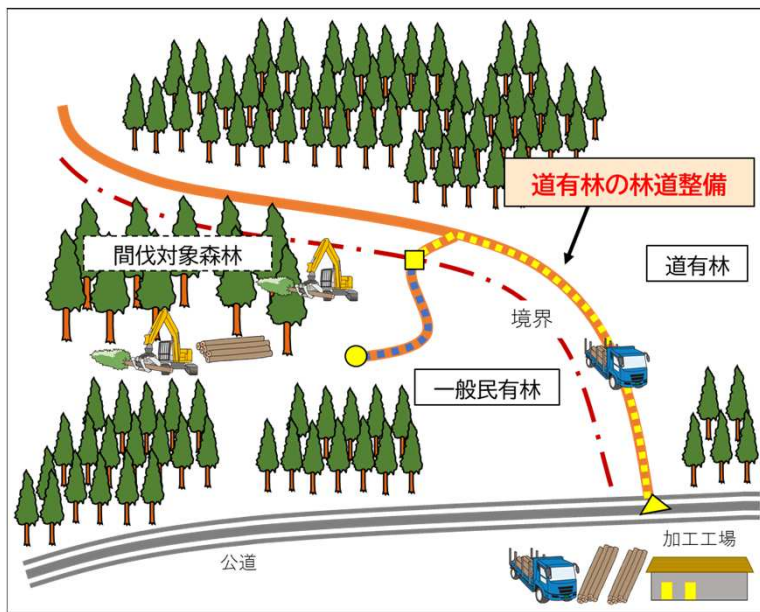 道有林の林道整備
間伐対象森林
道有林
境界
一般民有林
加工工場
公道